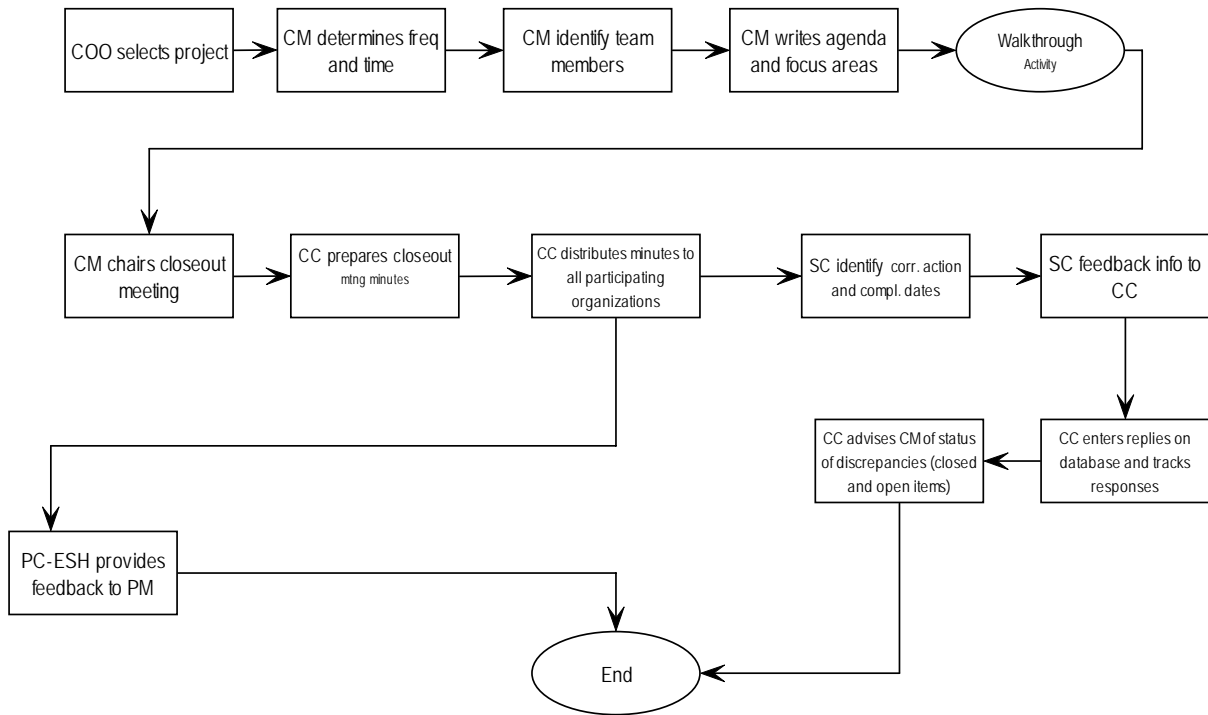 COO selects project
CM determines freq
and time
CM identify team
members
CM writes agenda
and focus areas
Walkthrough
Activity
CM chairs closeout
meeting
CC prepares closeout
mtng minutes
CC distributes minutes to
all participating
organizations
SC identify corr. action
and compl. dates
SC feedback info to
CC
CC advises CM of status
of discrepancies (closed
and open items)
CC enters replies on
database and tracks
responses
PC-ESH provides
feedback to PM
End